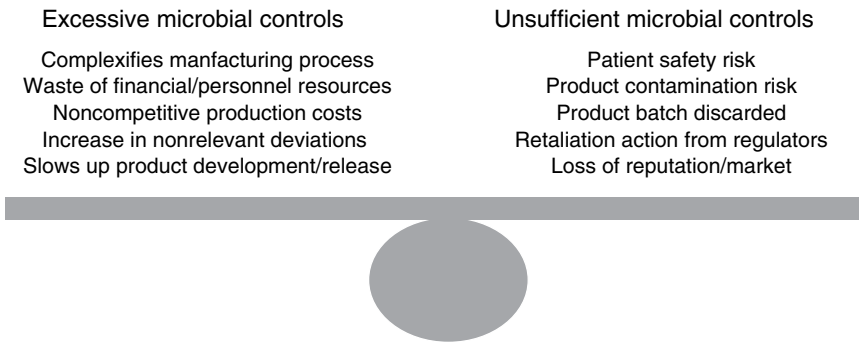 Excessive microbial controls
Complexifies manfacturing process
Waste of financial/personnel resources
Noncompetitive production costs
Increase in nonrelevant deviations
Slows up product development/release
Unsufficient microbial controls
Patient safety risk
Product contamination risk
Product batch discarded
Retaliation action from regulators
Loss of reputation/market